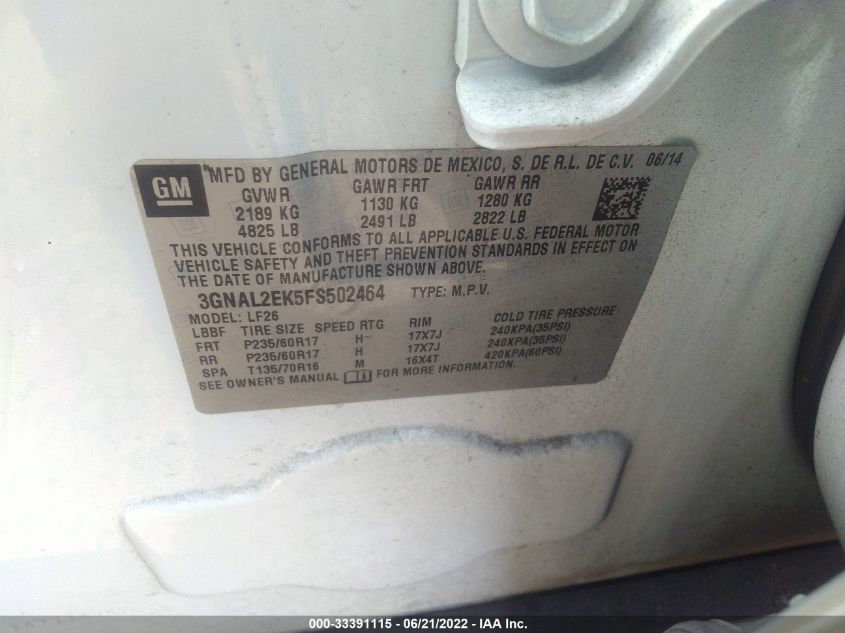 GM
*MFD BY GENERAL MOTORS DE MEXICO, S. DE R.L. DE C.V. 06/14
GVWR GAWR FRT GAWR RR
2189 KG 1130 KG 1280 KG
4825 LB 2491 LB 2822 LB
THIS VEHICLE CONFORMS TO ALL APPLICABLE U.S. FEDERAL MOTOR
VEHICLE SAFETY AND THEFT PREVENTION STANDARDS IN EFFECT ON
THE DATE OF MANUFACTURE SHOWN ABOVE.
3GNAL2EK5FS502464 TYPE: M.P.V.
MODEL: LF26
LBBF TIRE SIZE SPEED RTG RIM COLD TIRE PRESSURE
FRT P235/60R17 H 17X7J 240KPA(35PSI)
RR P235/60R17 H 17X7J 240KPA(35PSI)
SPA T135/70R16 M 16X4T 420KPA(60PSI)
SEE OWNER'S MANUAL FOR MORE INFORMATION.
000-33391115 - 06/21/2022 - IAA Inc.